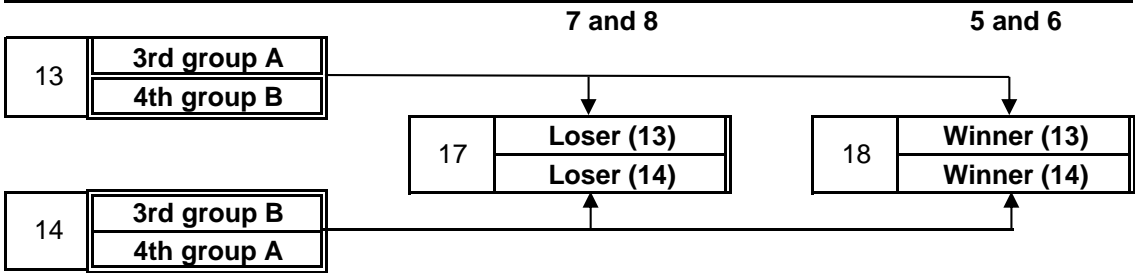 7 and 8 5 and 6
13
3rd group A
4th group B
17
Loser (13)
Loser (14)
18
Winner (13)
Winner (14)
14
3rd group B
4th group A